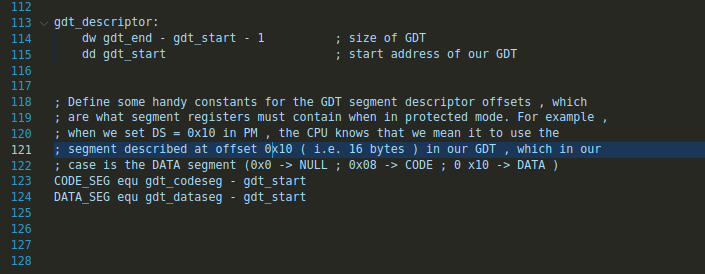 112
113 gdt_descriptor:
114     dw gdt_end - gdt_start - 1          ; size of GDT
115     dd gdt_start                        ; start address of our GDT
116
117
118 ; Define some handy constants for the GDT segment descriptor offsets , which
119 ; are what segment registers must contain when in protected mode. For example ,
120 ; when we set DS = 0x10 in PM , the CPU knows that we mean it to use the
121 ; segment described at offset 0x10 ( i.e. 16 bytes ) in our GDT , which in our
122 ; case is the DATA segment (0x0 -> NULL ; 0x08 -> CODE ; 0 x10 -> DATA )
123 CODE_SEG equ gdt_codeseg - gdt_start
124 DATA_SEG equ gdt_dataseg - gdt_start
125
126
127
128